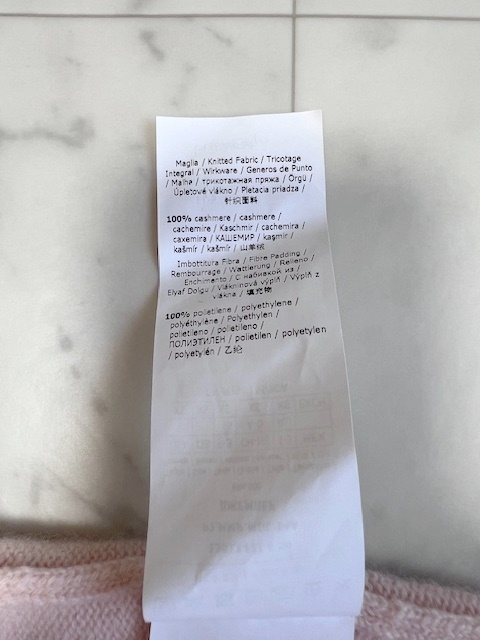 Maglia / Knitted Fabric / Tricotage
Integral / Wirkware / Generos de Punto
/ Malha / трикотажная пряжа / Örgü /
Úpletové vlákno / Pletacia priadza /
针织面料
100% cashmere / cashmere /
cachemire / Kaschmir / cachemira /
caxemira / КАШЕМИР / kaşmir /
kašmír / kašmír / 山羊绒
Imbottitura Fibra / Fibre Padding /
Rembourrage / Wattierung / Relleno /
Enchimento / С набивкой из /
Elyaf Dolgu / Vlákninová výplň / Výplň z
vlákna / 填充物
100% polietilene / polyethylene /
polyéthylène / Polyethylen /
polietileno / polietileno /
ПОЛИЭТИЛЕН / polietilen / polyetylen
/ polyetylén / 乙纶